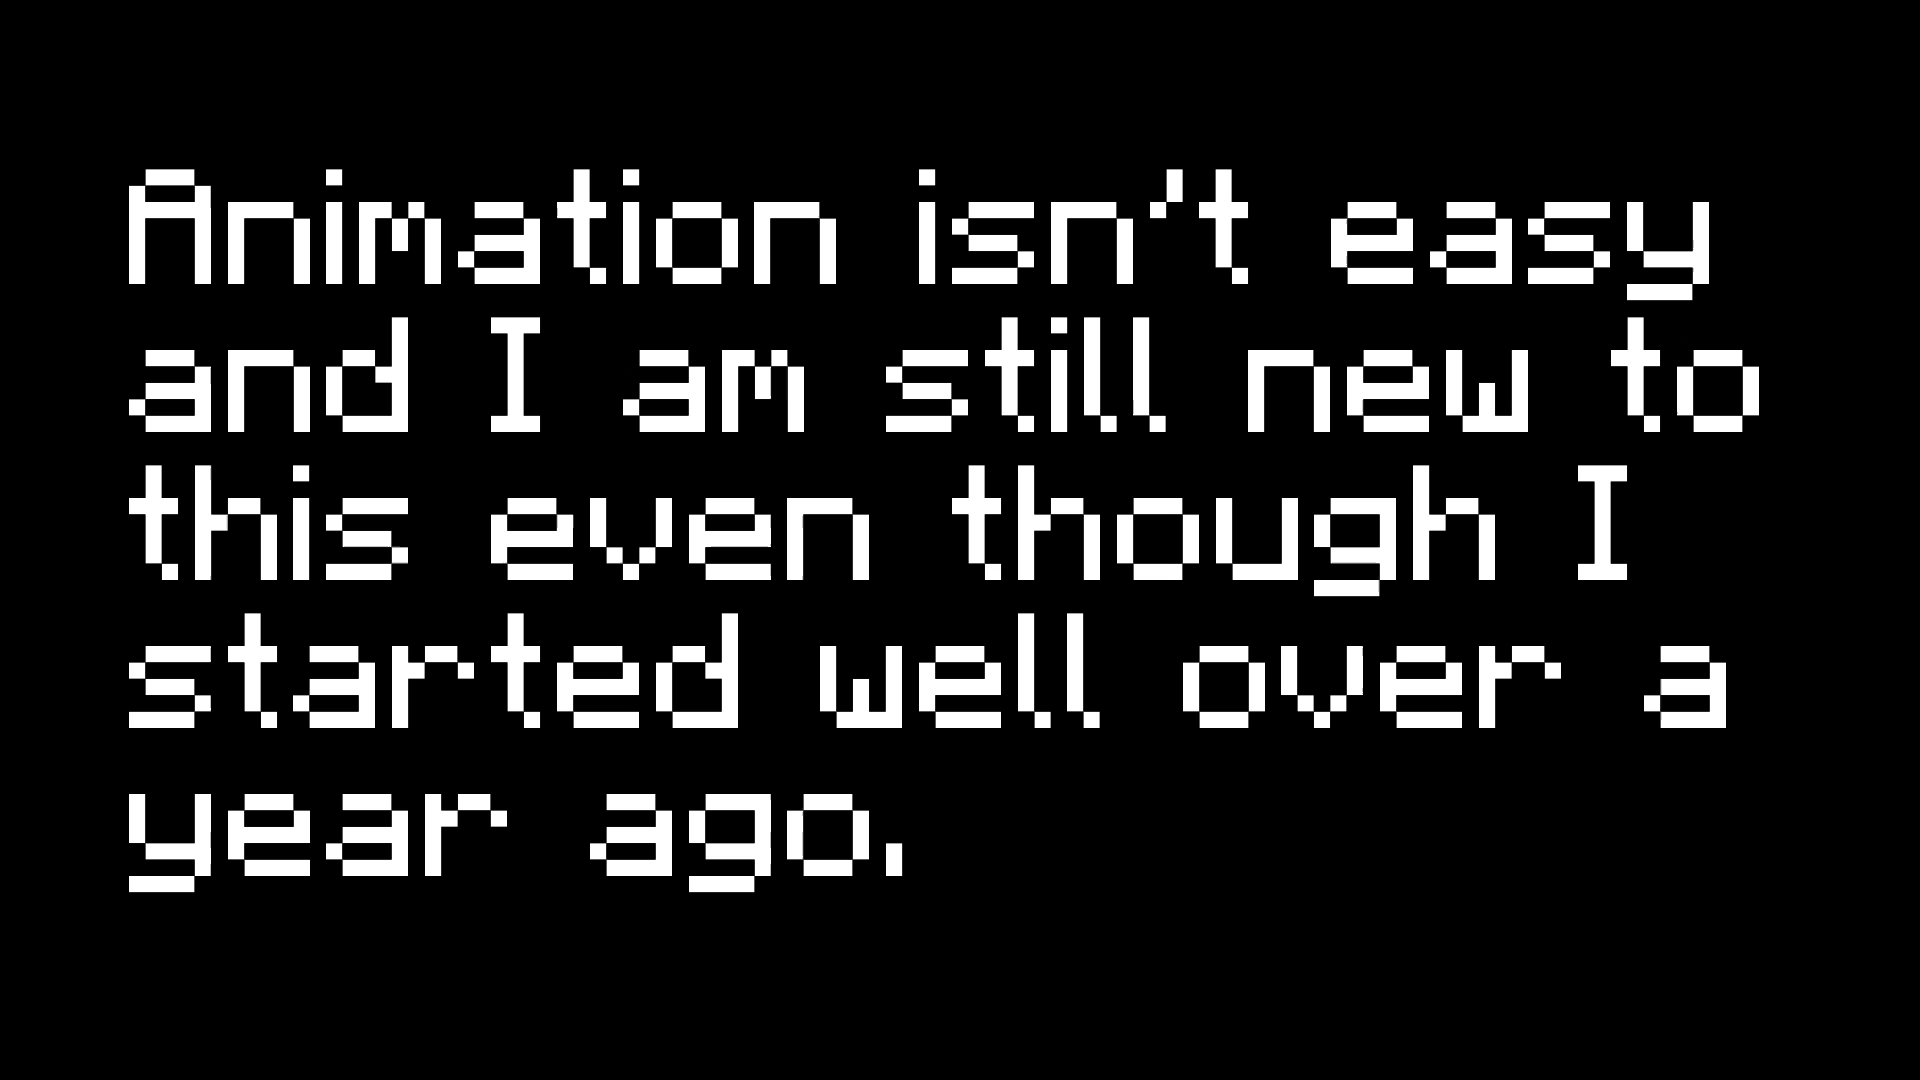 Animation isn't easy
and I am still new to
this even though I
started well over a
year ago.